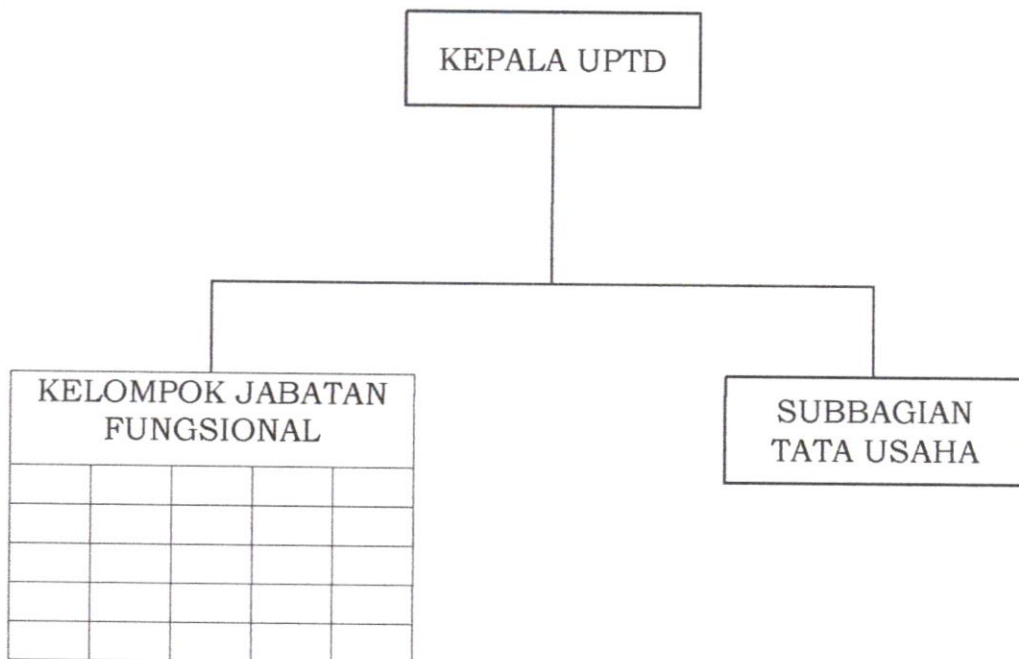 KEPALA UPTD
KELOMPOK JABATAN
FUNGSIONAL
SUBBAGIAN
TATA USAHA